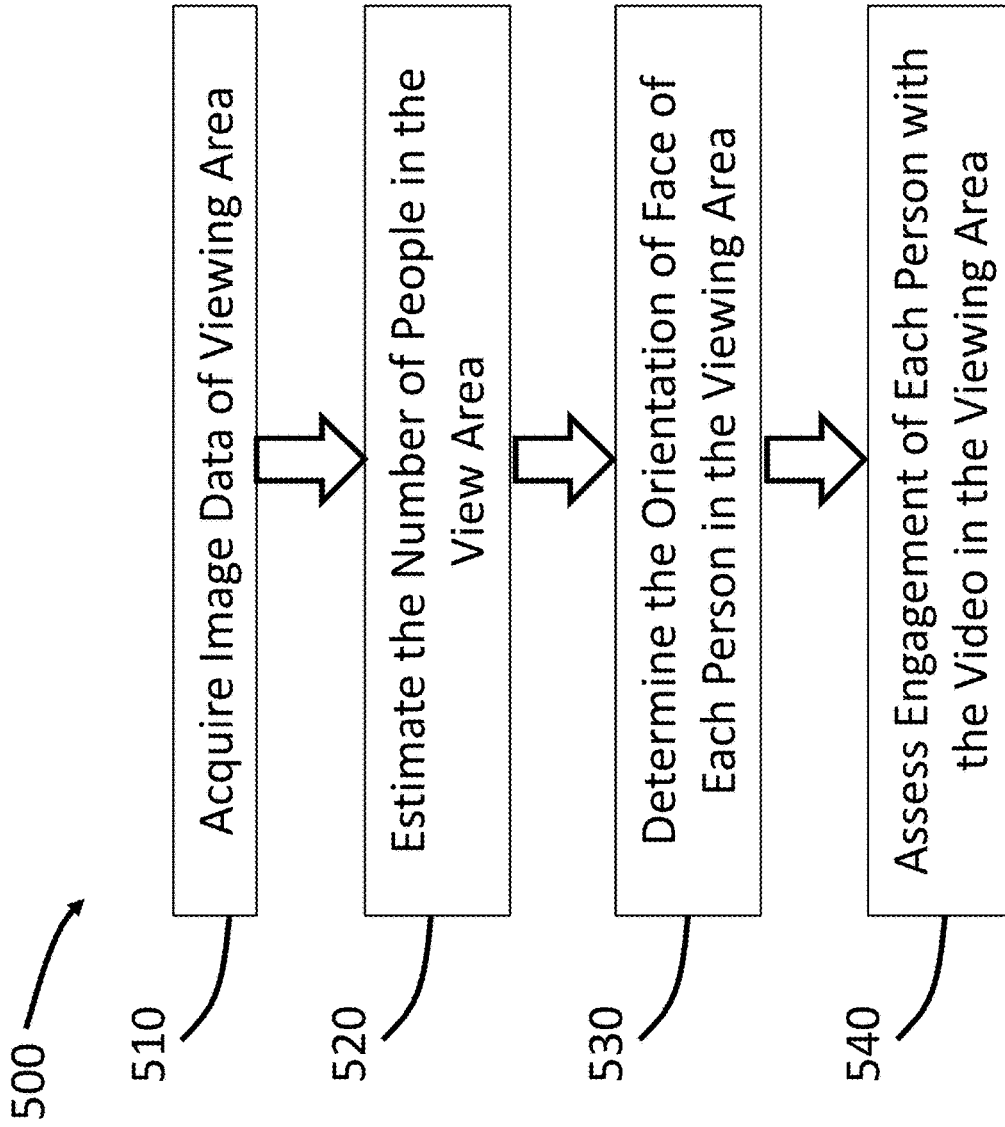 500
510
Acquire Image Data of Viewing Area
520
Estimate the Number of People in the
View Area
530
Determine the Orientation of Face of
Each Person in the Viewing Area
540
Assess Engagement of Each Person with
the Video in the Viewing Area